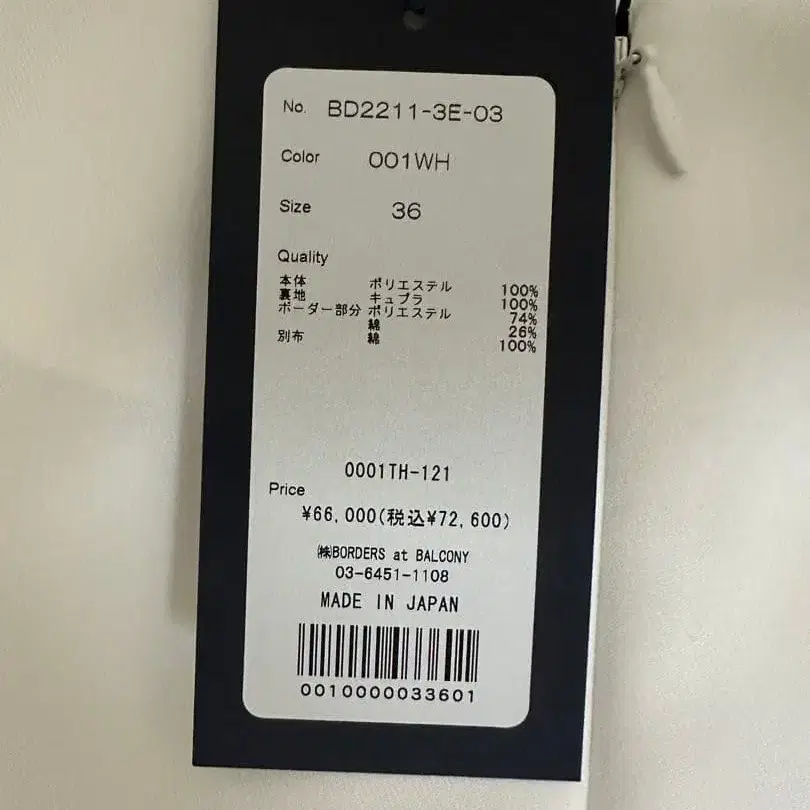 No. BD2211-3E-03
Color 001WH
Size 36
Quality
本体 ポリエステル 100%
裏地 キュプラ 100%
ボーダー部分 ポリエステル 74%
綿 26%
別布 綿 100%
0001TH-121
Price
¥66,000(税込¥72,600)
㈱BORDERS at BALCONY
03-6451-1108
MADE IN JAPAN
0010000033601